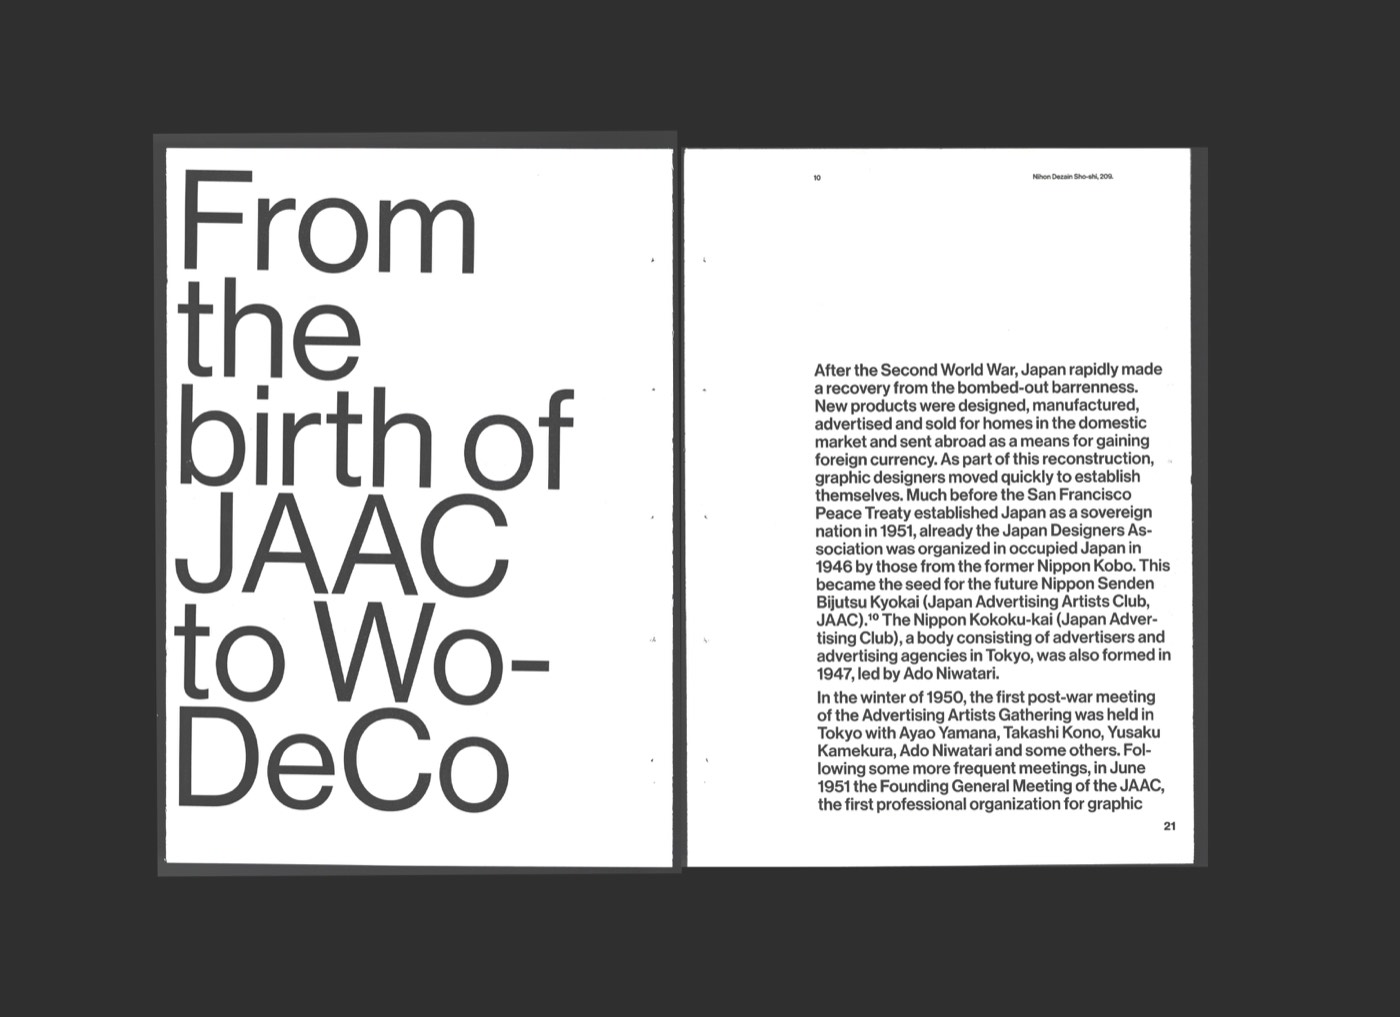 From
the
birth of
JAAC
to Wo-
DeCo
10
Nihon Dezain Sho-shi, 209.
After the Second World War, Japan rapidly made
a recovery from the bombed-out barrenness.
New products were designed, manufactured,
advertised and sold for homes in the domestic
market and sent abroad as a means for gaining
foreign currency. As part of this reconstruction,
graphic designers moved quickly to establish
themselves. Much before the San Francisco
Peace Treaty established Japan as a sovereign
nation in 1951, already the Japan Designers As-
sociation was organized in occupied Japan in
1946 by those from the former Nippon Kobo. This
became the seed for the future Nippon Senden
Bijutsu Kyokai (Japan Advertising Artists Club,
JAAC).¹⁰ The Nippon Kokoku-kai (Japan Adver-
tising Club), a body consisting of advertisers and
advertising agencies in Tokyo, was also formed in
1947, led by Ado Niwatari.
In the winter of 1950, the first post-war meeting
of the Advertising Artists Gathering was held in
Tokyo with Ayao Yamana, Takashi Kono, Yusaku
Kamekura, Ado Niwatari and some others. Fol-
lowing some more frequent meetings, in June
1951 the Founding General Meeting of the JAAC,
the first professional organization for graphic
21